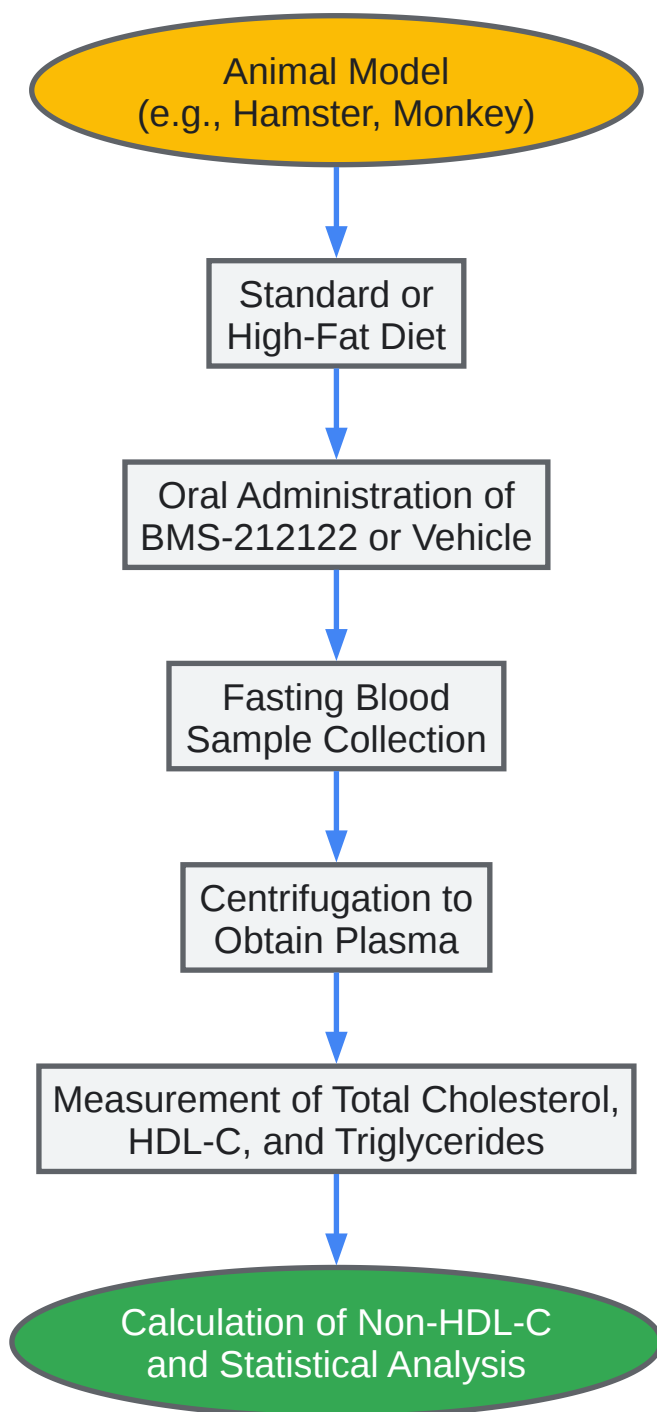 Animal Model
(e.g., Hamster, Monkey)
Standard or
High-Fat Diet
Oral Administration of
BMS-212122 or Vehicle
Fasting Blood
Sample Collection
Centrifugation to
Obtain Plasma
Measurement of Total Cholesterol,
HDL-C, and Triglycerides
Calculation of Non-HDL-C
and Statistical Analysis